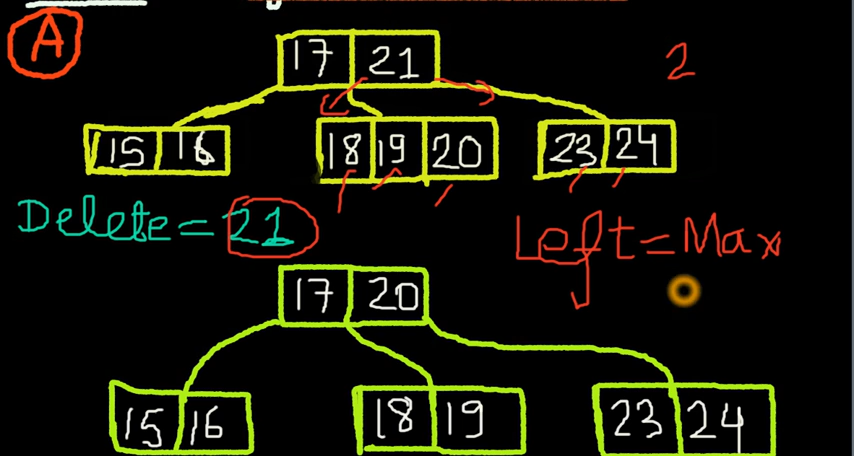 A
17 21
2
15 16 18 19 20 23 24
Delete = 21
Left = Max
17 20
15 16 18 19 23 24